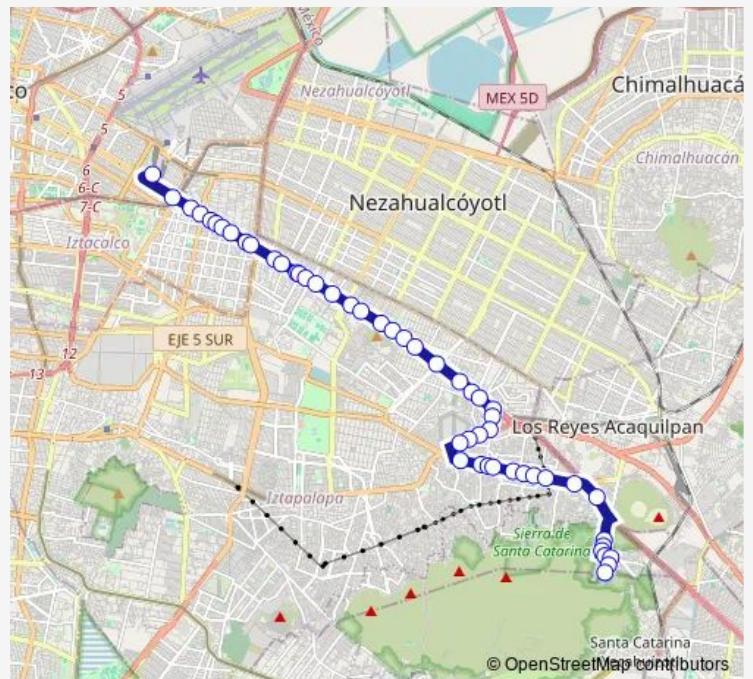 México
Chimalhuacá
Nezahualcóyotl
MEX 5D
co
5
5
Chimalhuacán
6
6-C
7-C
Nezahualcóyotl
Iztacalco
EJE 5 SUR
12
13
Los Reyes Acaquilpan
Iztapalapa
Sierra de
Santa Catarina
Santa Catarina
© OpenStreetMap contributors